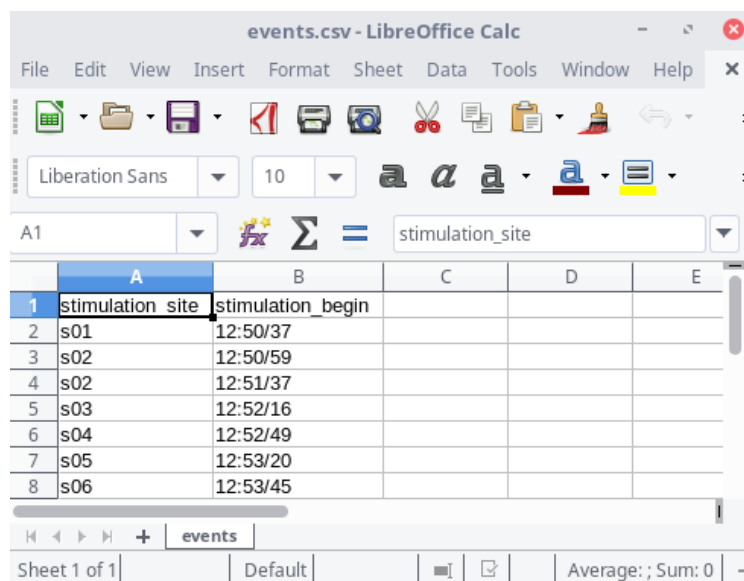 events.csv - LibreOffice Calc
File Edit View Insert Format Sheet Data Tools Window Help
Liberation Sans 10 a a a a
A1 fx Σ = stimulation_site
A B C D E
1 stimulation_site stimulation_begin
2 s01 12:50/37
3 s02 12:50/59
4 s02 12:51/37
5 s03 12:52/16
6 s04 12:52/49
7 s05 12:53/20
8 s06 12:53/45
events
Sheet 1 of 1 Default Average: ; Sum: 0